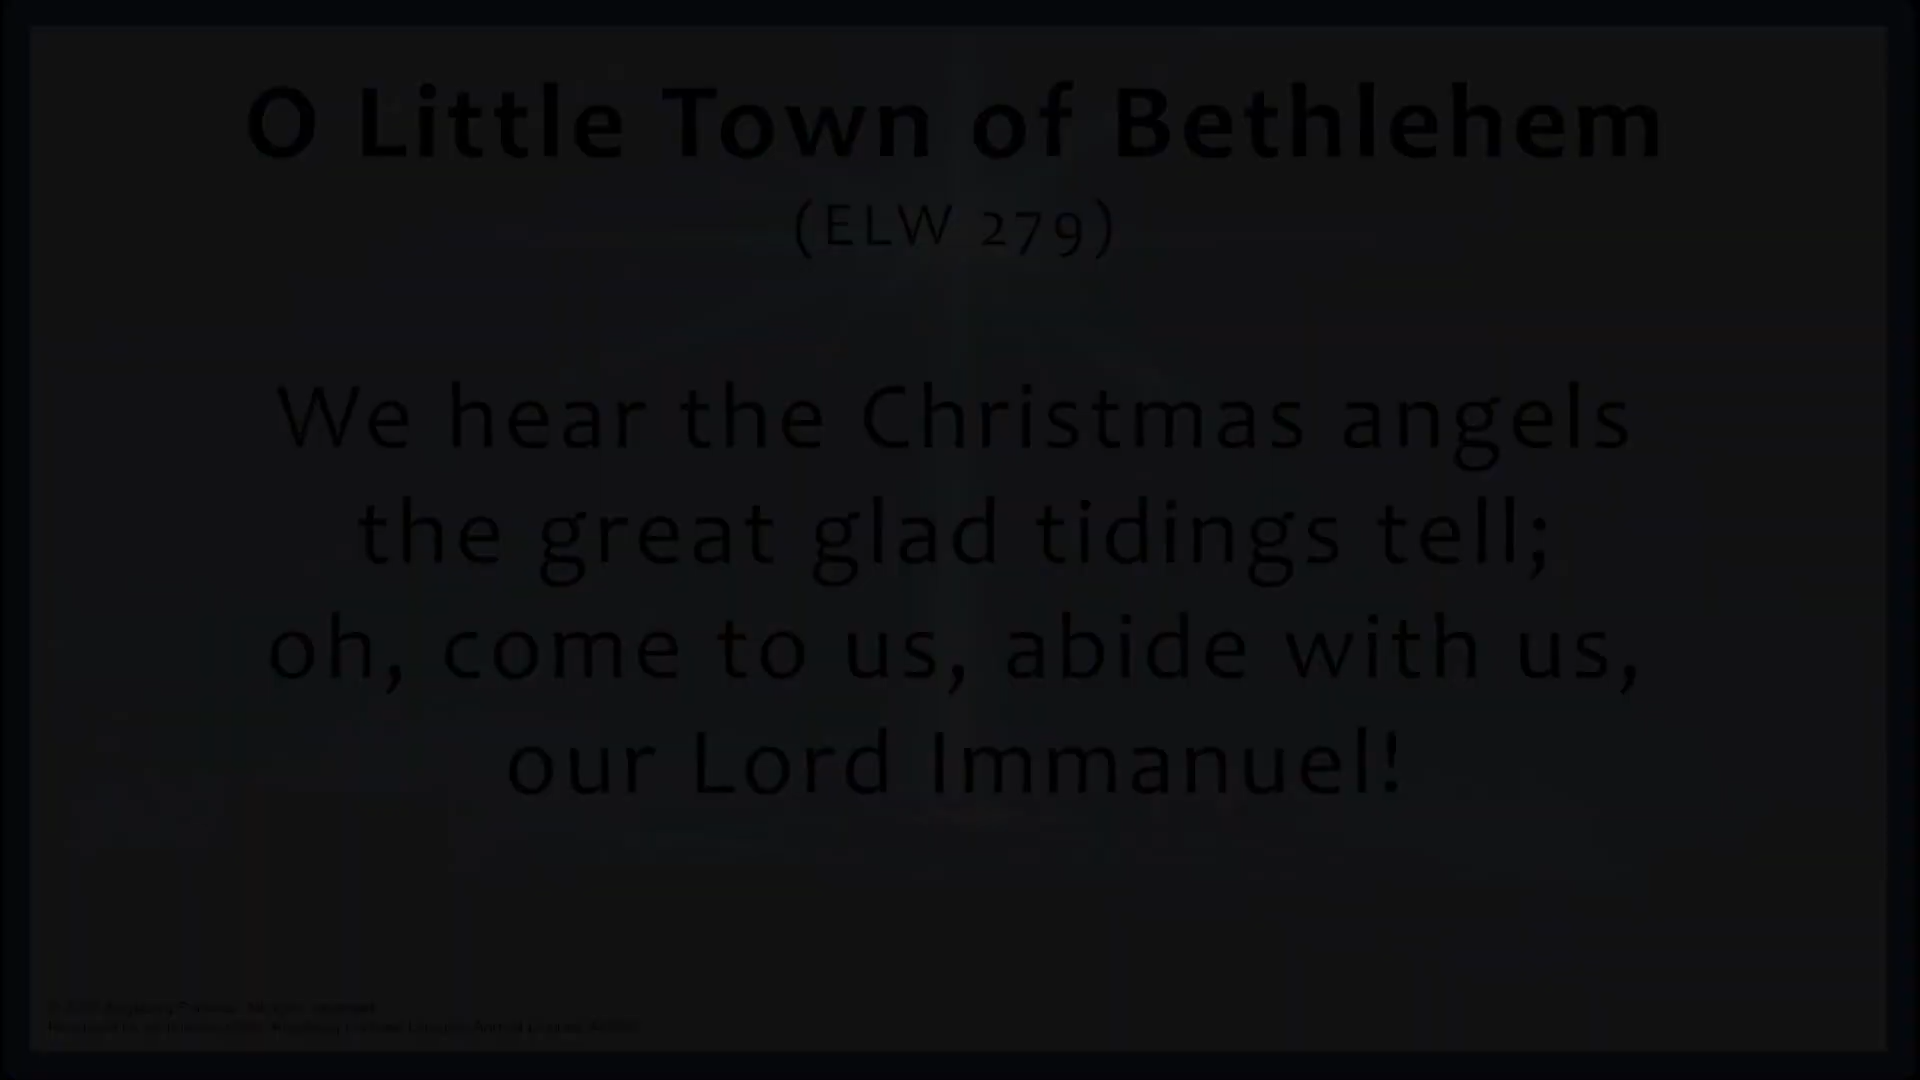 O Little Town of Bethlehem
(ELW 279)
We hear the Christmas angels
the great glad tidings tell;
oh, come to us, abide with us,
our Lord Immanuel!